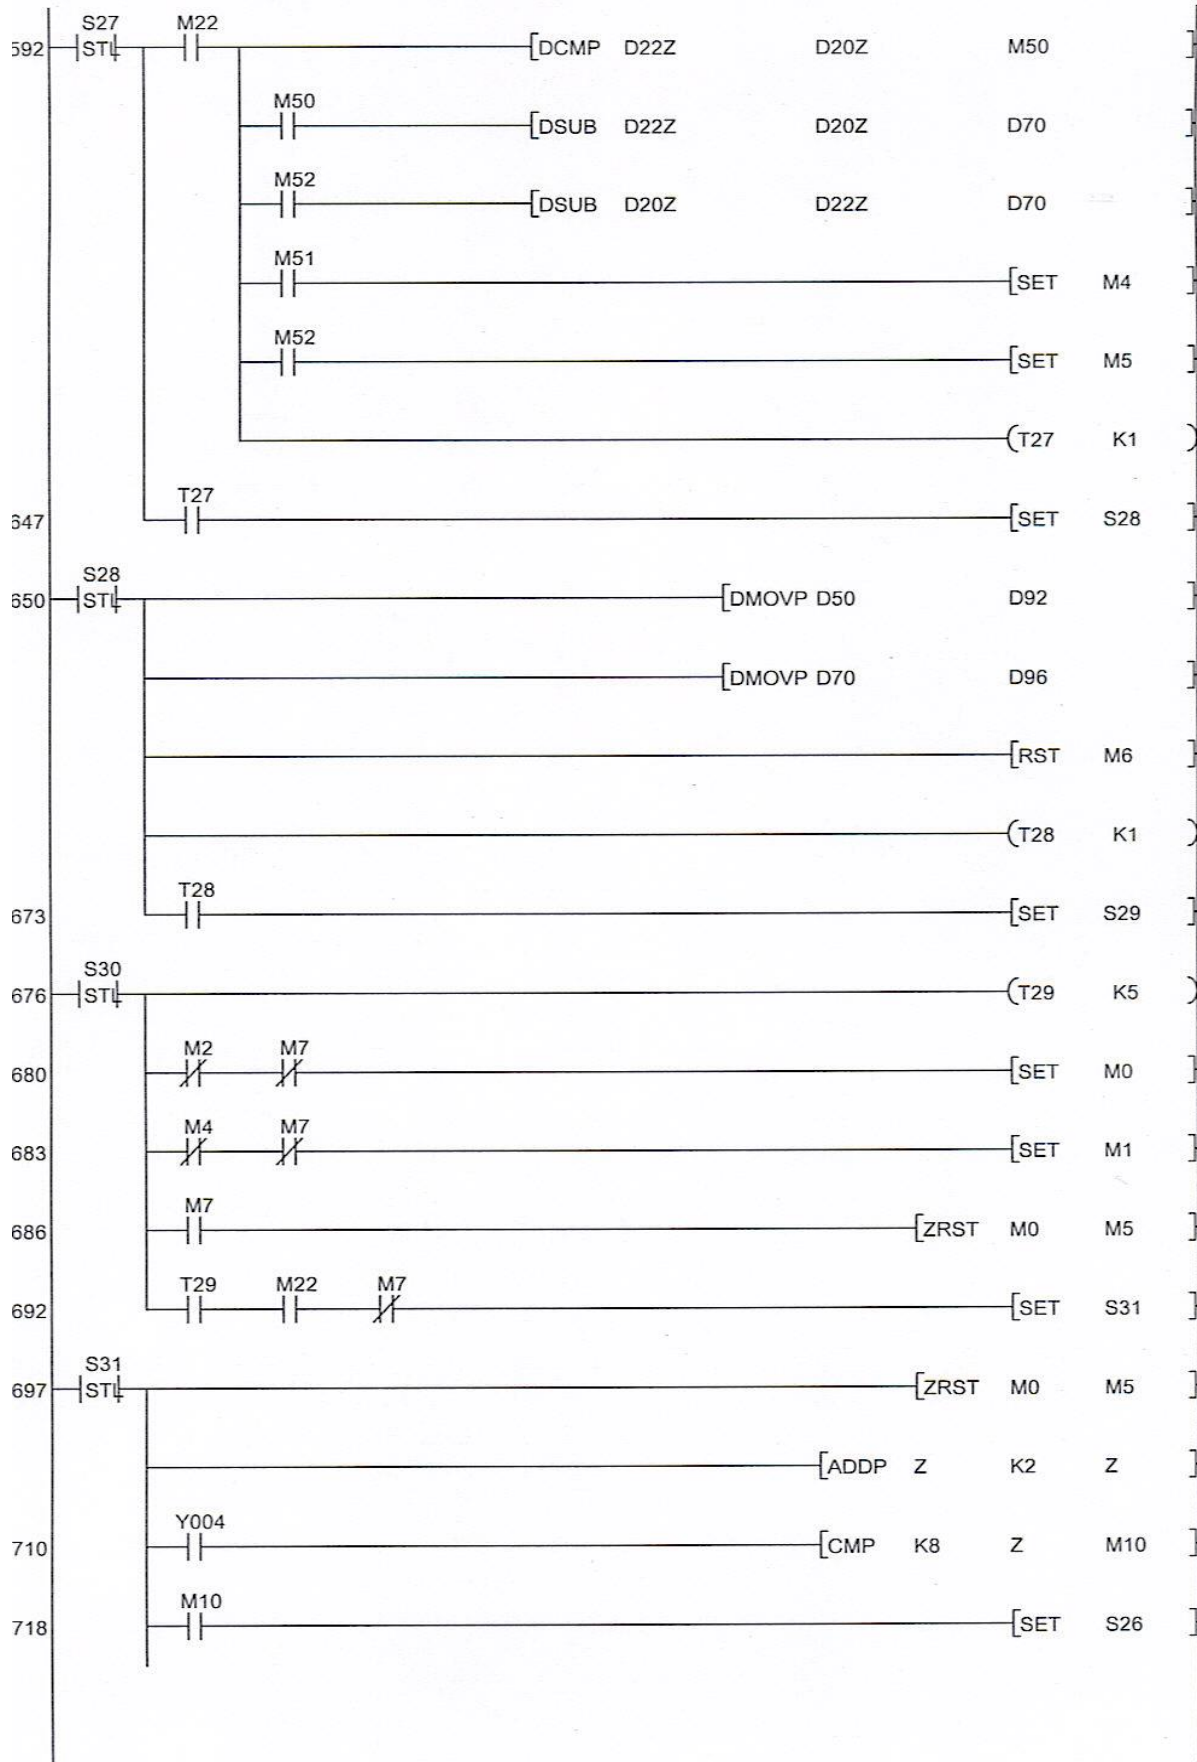 S27 M22
592 STL [DCMP D22Z D20Z M50 ]
M50
[DSUB D22Z D20Z D70 ]
M52
[DSUB D20Z D22Z D70 ]
M51
[SET M4 ]
M52
[SET M5 ]
(T27 K1 )
T27
647 [SET S28 ]
S28
650 STL [DMOVP D50 D92 ]
[DMOVP D70 D96 ]
[RST M6 ]
(T28 K1 )
T28
673 [SET S29 ]
S30
676 STL (T29 K5 )
M2 M7
680 [SET M0 ]
M4 M7
683 [SET M1 ]
M7
686 [ZRST M0 M5 ]
T29 M22 M7
692 [SET S31 ]
S31
697 STL [ZRST M0 M5 ]
[ADDP Z K2 Z ]
Y004
710 [CMP K8 Z M10 ]
M10
718 [SET S26 ]